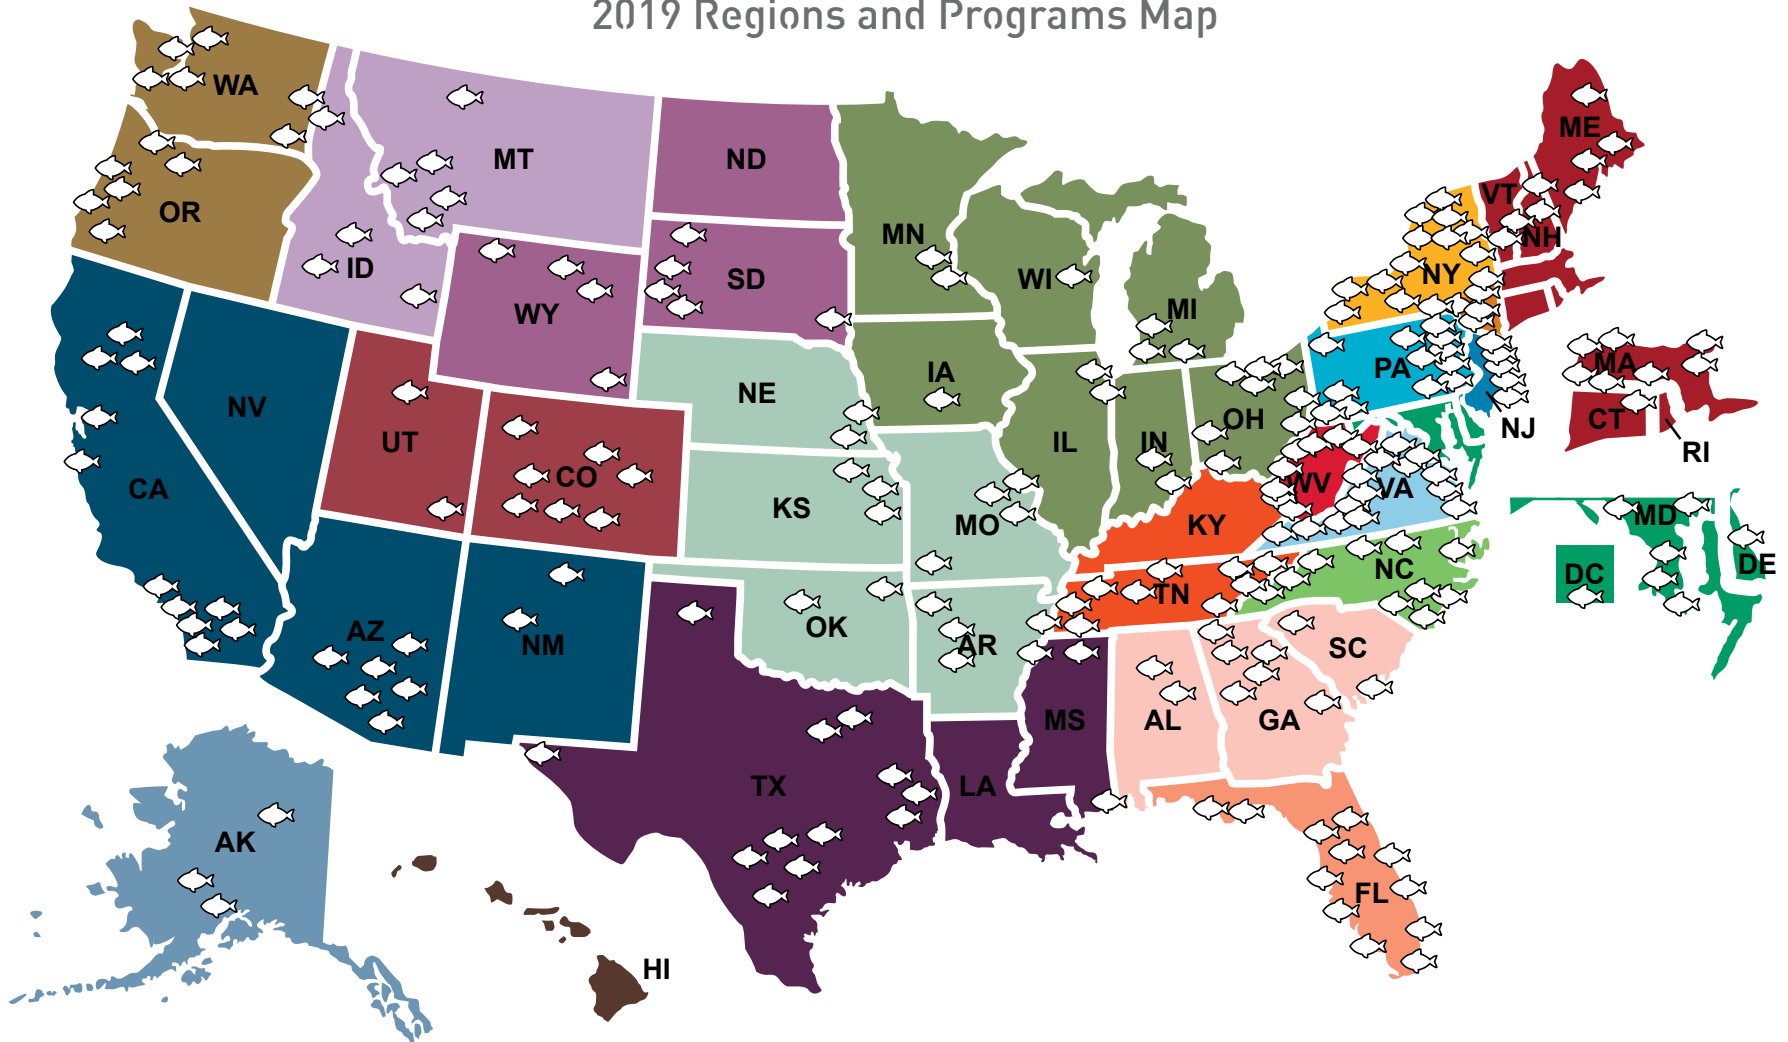 2019 Regions and Programs Map
WA
OR
MT
ID
ND
SD
WY
MN
WI
MI
IA
NE
NV
UT
CO
CA
KS
MO
IL
IN
OH
KY
WV
VA
PA
NY
VT
NH
ME
NJ
MA
CT
RI
MD
DE
DC
NC
TN
SC
AZ
NM
OK
AR
TX
LA
MS
AL
GA
FL
AK
HI